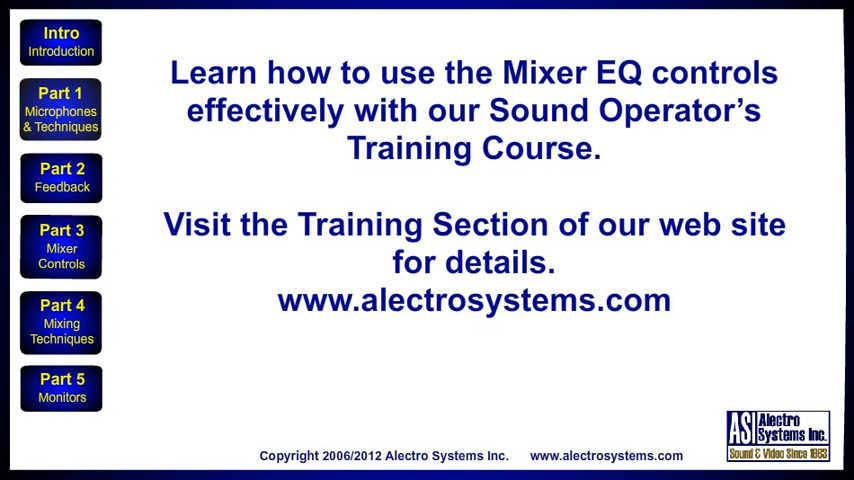 Intro
Introduction
Part 1
Microphones
& Techniques
Part 2
Feedback
Part 3
Mixer
Controls
Part 4
Mixing
Techniques
Part 5
Monitors
Learn how to use the Mixer EQ controls
effectively with our Sound Operator’s
Training Course.
Visit the Training Section of our web site
for details.
www.alectrosystems.com
ASI Alectro
Systems Inc.
Sound & Video Since 1983
Copyright 2006/2012 Alectro Systems Inc. www.alectrosystems.com